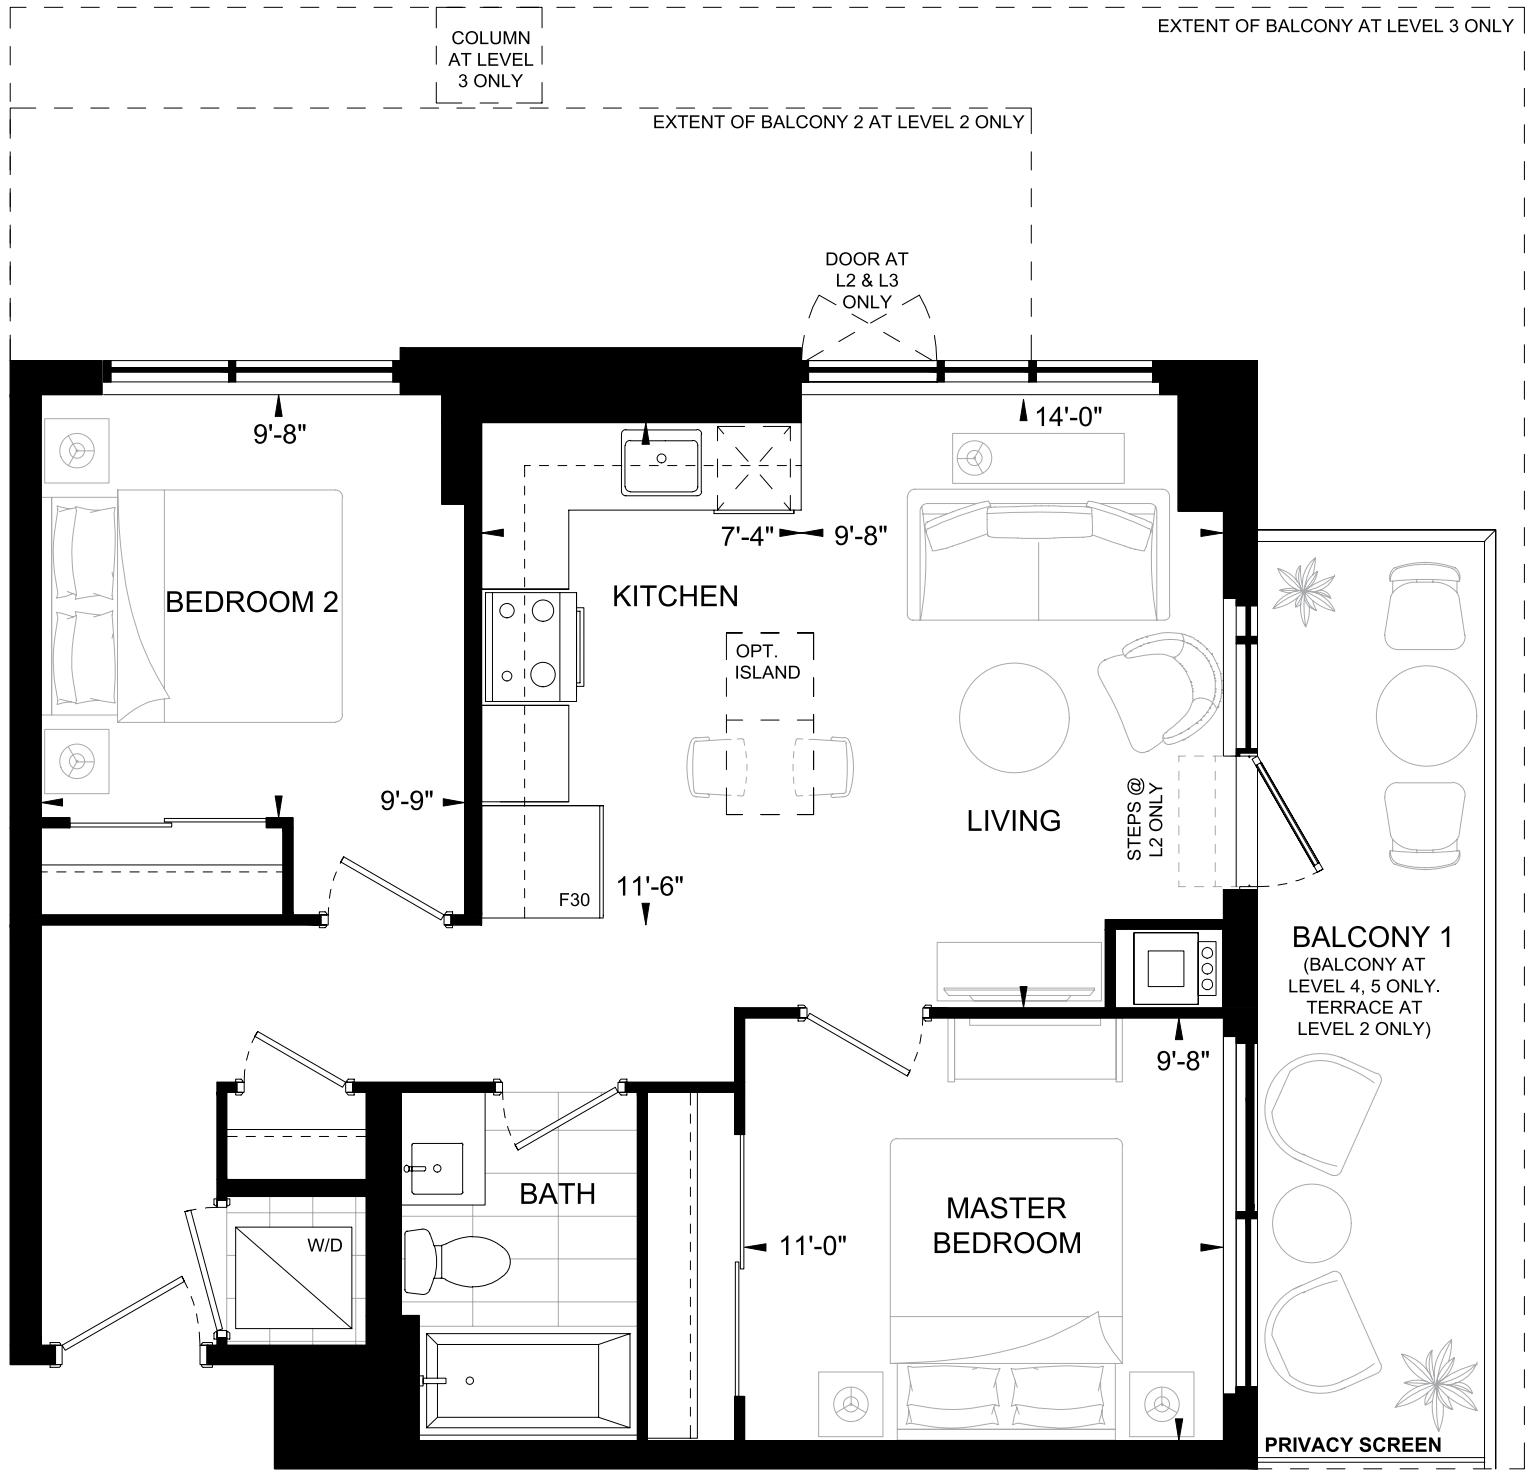 EXTENT OF BALCONY AT LEVEL 3 ONLY
COLUMN
AT LEVEL
3 ONLY
EXTENT OF BALCONY 2 AT LEVEL 2 ONLY
DOOR AT
L2 & L3
ONLY
9'-8"
14'-0"
7'-4"
9'-8"
BEDROOM 2
KITCHEN
OPT.
ISLAND
9'-9"
LIVING
STEPS @
L2 ONLY
11'-6"
F30
BALCONY 1
(BALCONY AT
LEVEL 4, 5 ONLY.
TERRACE AT
LEVEL 2 ONLY)
9'-8"
BATH
MASTER
BEDROOM
W/D
11'-0"
PRIVACY SCREEN